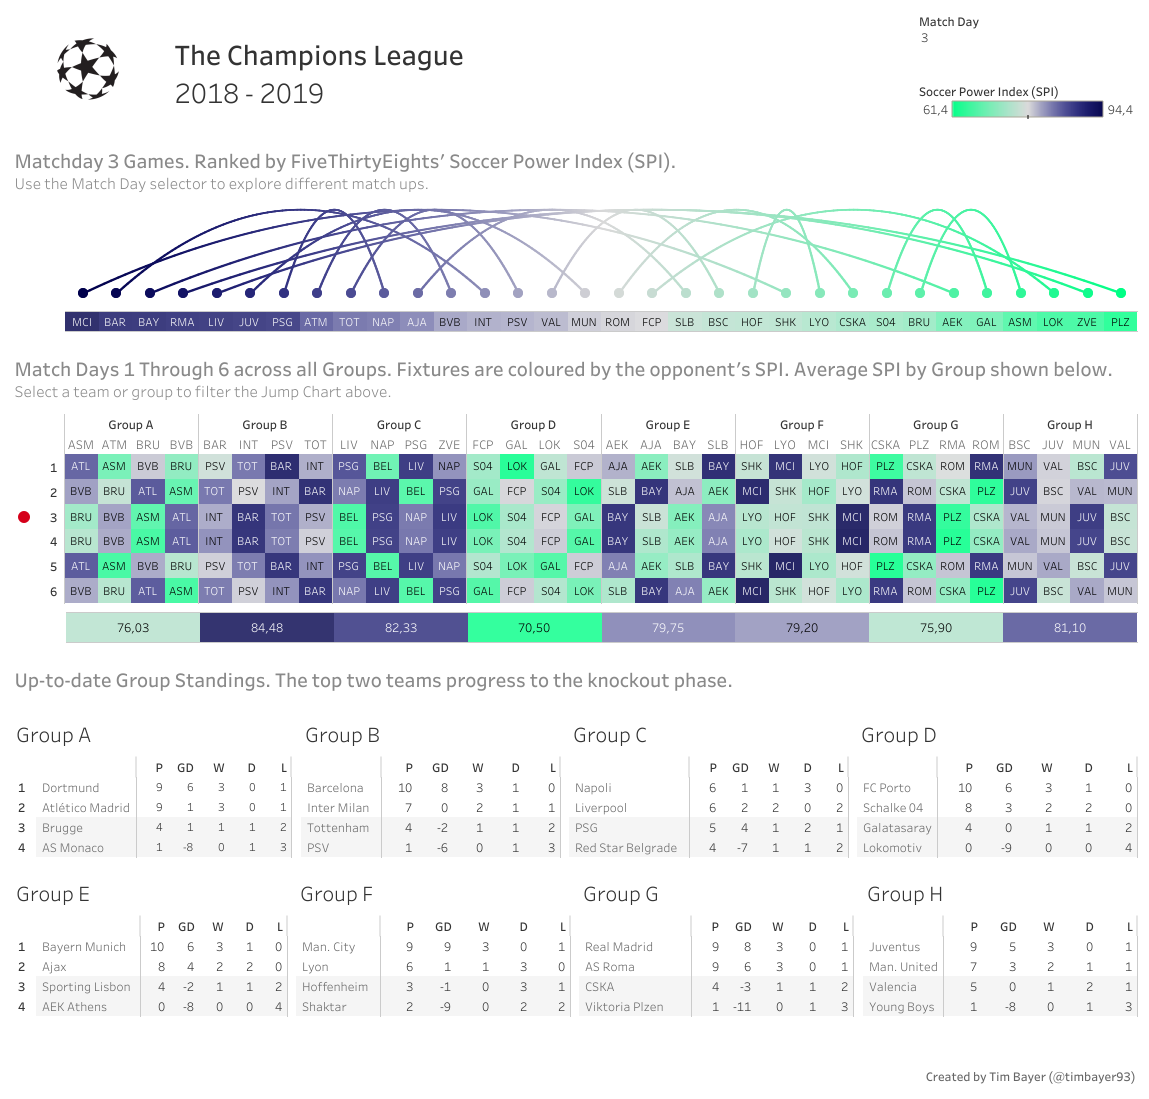 Match Day
3
The Champions League
2018 - 2019
Soccer Power Index (SPI)
61,4 94,4
Matchday 3 Games. Ranked by FiveThirtyEights’ Soccer Power Index (SPI).
Use the Match Day selector to explore different match ups.
MCI BAR BAY RMA LIV JUV PSG ATM TOT NAP AJA BVB INT PSV VAL MUN ROM FCP SLB BSC HOF SHK LYO CSKA S04 BRU AEK GAL ASM LOK ZVE PLZ
Match Days 1 Through 6 across all Groups. Fixtures are coloured by the opponent’s SPI. Average SPI by Group shown below.
Select a team or group to filter the Jump Chart above.
Group A Group B Group C Group D Group E Group F Group G Group H
ASM ATM BRU BVB BAR INT PSV TOT LIV NAP PSG ZVE FCP GAL LOK S04 AEK AJA BAY SLB HOF LYO MCI SHK CSKA PLZ RMA ROM BSC JUV MUN VAL
1 ATL ASM BVB BRU PSV TOT BAR INT PSG BEL LIV NAP S04 LOK GAL FCP AJA AEK SLB BAY SHK MCI LYO HOF PLZ CSKA ROM RMA MUN VAL BSC JUV
2 BVB BRU ATL ASM TOT PSV INT BAR NAP LIV BEL PSG GAL FCP S04 LOK SLB BAY AJA AEK MCI SHK HOF LYO RMA ROM CSKA PLZ JUV BSC VAL MUN
3 BRU BVB ASM ATL INT BAR TOT PSV BEL PSG NAP LIV LOK S04 FCP GAL BAY SLB AEK AJA LYO HOF SHK MCI ROM RMA PLZ CSKA VAL MUN JUV BSC
4 BRU BVB ASM ATL INT BAR TOT PSV BEL PSG NAP LIV LOK S04 FCP GAL BAY SLB AEK AJA LYO HOF SHK MCI ROM RMA PLZ CSKA VAL MUN JUV BSC
5 ATL ASM BVB BRU PSV TOT BAR INT PSG BEL LIV NAP S04 LOK GAL FCP AJA AEK SLB BAY SHK MCI LYO HOF PLZ CSKA ROM RMA MUN VAL BSC JUV
6 BVB BRU ATL ASM TOT PSV INT BAR NAP LIV BEL PSG GAL FCP S04 LOK SLB BAY AJA AEK MCI SHK HOF LYO RMA ROM CSKA PLZ JUV BSC VAL MUN
76,03 84,48 82,33 70,50 79,75 79,20 75,90 81,10
Up-to-date Group Standings. The top two teams progress to the knockout phase.
Group A Group B Group C Group D
P GD W D L P GD W D L P GD W D L P GD W D L
1 Dortmund 9 6 3 0 1 Barcelona 10 8 3 1 0 Napoli 6 1 1 3 0 FC Porto 10 6 3 1 0
2 Atlético Madrid 9 1 3 0 1 Inter Milan 7 0 2 1 1 Liverpool 6 2 2 0 2 Schalke 04 8 3 2 2 0
3 Brugge 4 1 1 1 2 Tottenham 4 -2 1 1 2 PSG 5 4 1 2 1 Galatasaray 4 0 1 1 2
4 AS Monaco 1 -8 0 1 3 PSV 1 -6 0 1 3 Red Star Belgrade 4 -7 1 1 2 Lokomotiv 0 -9 0 0 4
Group E Group F Group G Group H
P GD W D L P GD W D L P GD W D L P GD W D L
1 Bayern Munich 10 6 3 1 0 Man. City 9 9 3 0 1 Real Madrid 9 8 3 0 1 Juventus 9 5 3 0 1
2 Ajax 8 4 2 2 0 Lyon 6 1 1 3 0 AS Roma 9 6 3 0 1 Man. United 7 3 2 1 1
3 Sporting Lisbon 4 -2 1 1 2 Hoffenheim 3 -1 0 3 1 CSKA 4 -3 1 1 2 Valencia 5 0 1 2 1
4 AEK Athens 0 -8 0 0 4 Shaktar 2 -9 0 2 2 Viktoria Plzen 1 -11 0 1 3 Young Boys 1 -8 0 1 3
Created by Tim Bayer (@timbayer93)